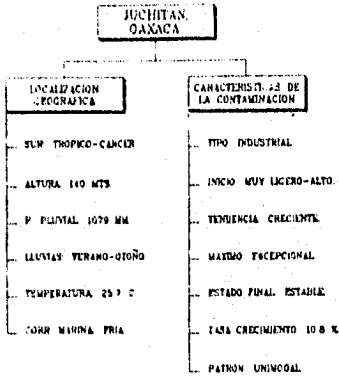 JUCHITAN,
OAXACA
LOCALIZACION
GEOGRAFICA
SUR TROPICO-CANCER
ALTURA 140 MTS
P PLUVIAL 1079 MM
LLUVIAS VERANO-OTOÑO
TEMPERATURA 25.7 C
CORR MARINA FRIA
CARACTERISTICAS DE
LA CONTAMINACION
TIPO INDUSTRIAL
INICIO MUY LIGERO-ALTO.
TENDENCIA CRECIENTE
MAXIMO EXCEPCIONAL
ESTADO FINAL ESTABLE
TASA CRECIMIENTO 10.8 %
PATRON UNIMODAL